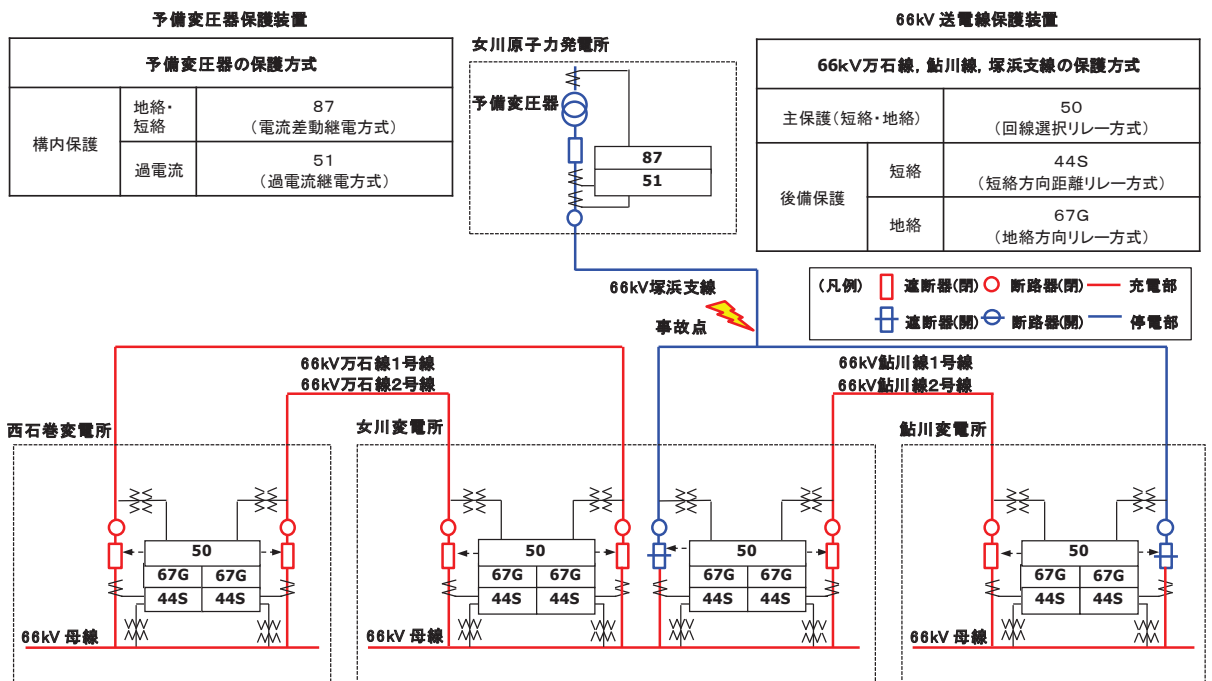 予備変圧器保護装置
予備変圧器の保護方式
構内保護
地絡・
短絡
87
(電流差動継電方式)
過電流
51
(過電流継電方式)
女川原子力発電所
予備変圧器
87
51
66kV 送電線保護装置
66kV万石線，鮎川線，塚浜支線の保護方式
主保護(短絡・地絡)
50
(回線選択リレー方式)
後備保護
短絡
44S
(短絡方向距離リレー方式)
地絡
67G
(地絡方向リレー方式)
66kV塚浜支線
事故点
(凡例) 遮断器(閉) 断路器(閉) 充電部
遮断器(開) 断路器(開) 停電部
66kV万石線1号線
66kV万石線2号線
66kV鮎川線1号線
66kV鮎川線2号線
西石巻変電所
50
67G 67G
44S 44S
66kV 母線
女川変電所
50
67G 67G
44S 44S
50
67G 67G
44S 44S
66kV 母線
鮎川変電所
50
67G 67G
44S 44S
66kV 母線